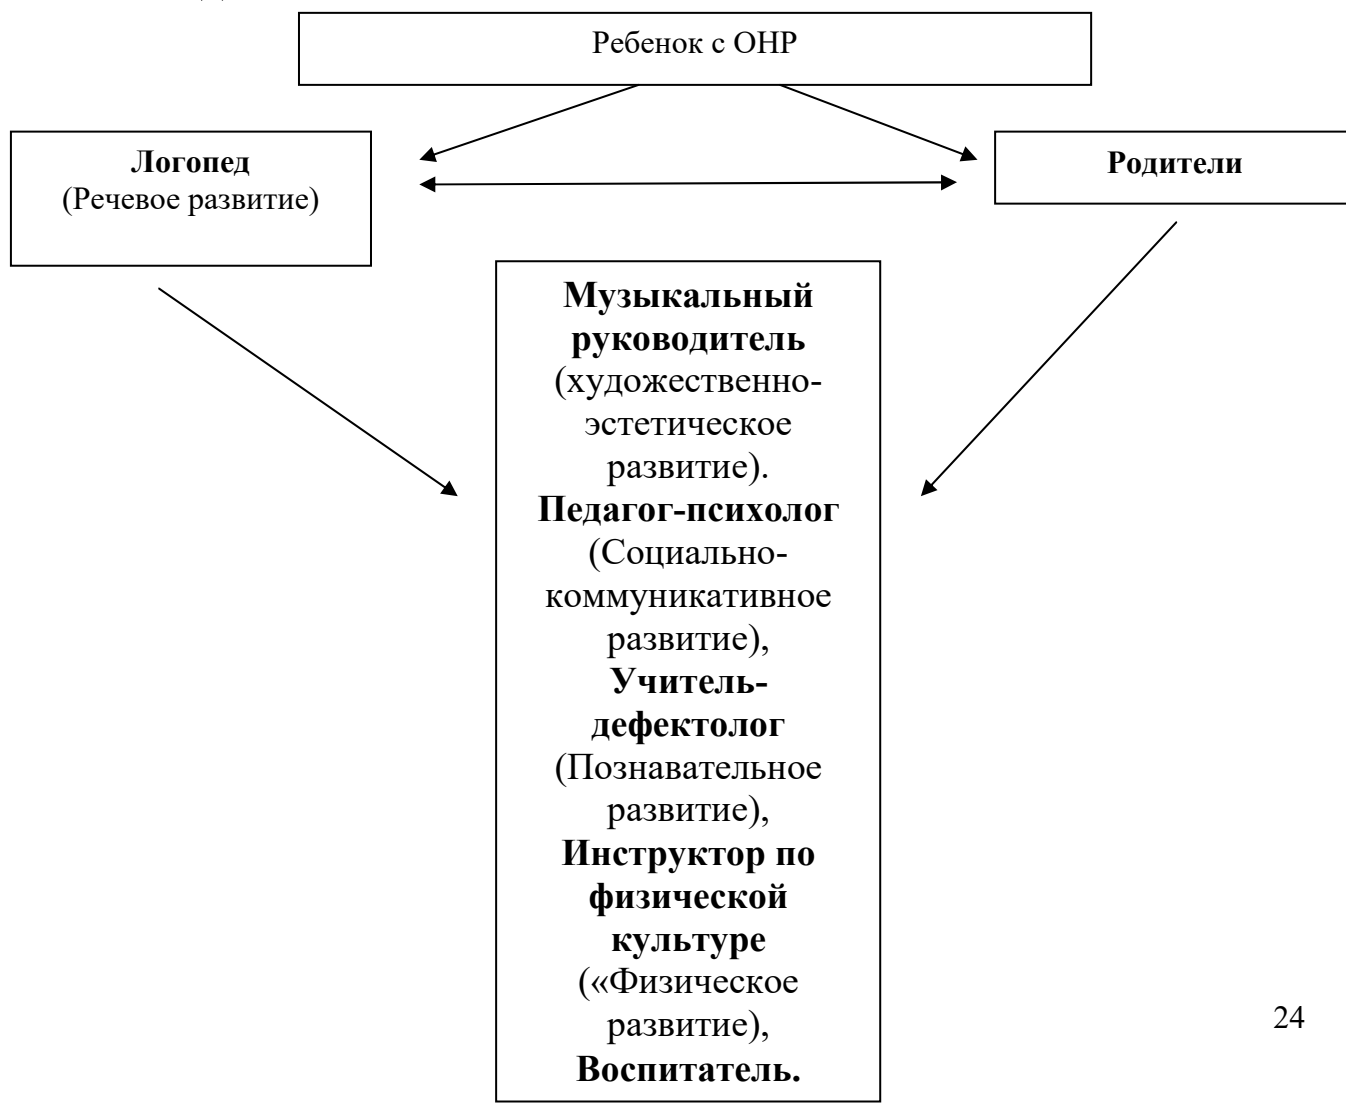 Ребенок с ОНР
Логопед
(Речевое развитие)
Родители
Музыкальный
руководитель
(художественно-
эстетическое
развитие).
Педагог-психолог
(Социально-
коммуникативное
развитие),
Учитель-
дефектолог
(Познавательное
развитие),
Инструктор по
физической
культуре
(«Физическое
развитие),
Воспитатель.
24